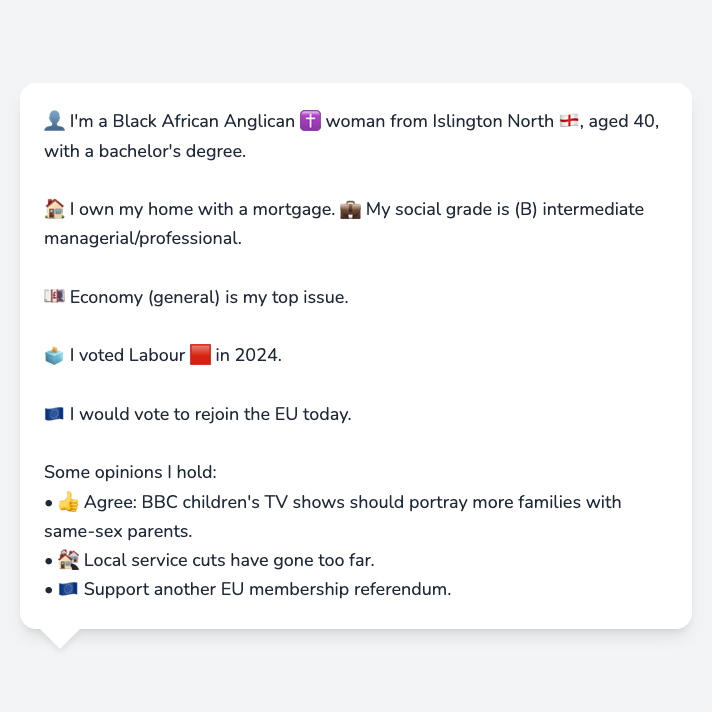 👤 I'm a Black African Anglican ✝️ woman from Islington North 🏴󠁧󠁢󠁥󠁮󠁧󠁿, aged 40,
with a bachelor's degree.
🏠 I own my home with a mortgage. 💼 My social grade is (B) intermediate
managerial/professional.
💷 Economy (general) is my top issue.
🗳️ I voted Labour 🟥 in 2024.
🇪🇺 I would vote to rejoin the EU today.
Some opinions I hold:
• 👍 Agree: BBC children's TV shows should portray more families with
same-sex parents.
• 🏚️ Local service cuts have gone too far.
• 🇪🇺 Support another EU membership referendum.